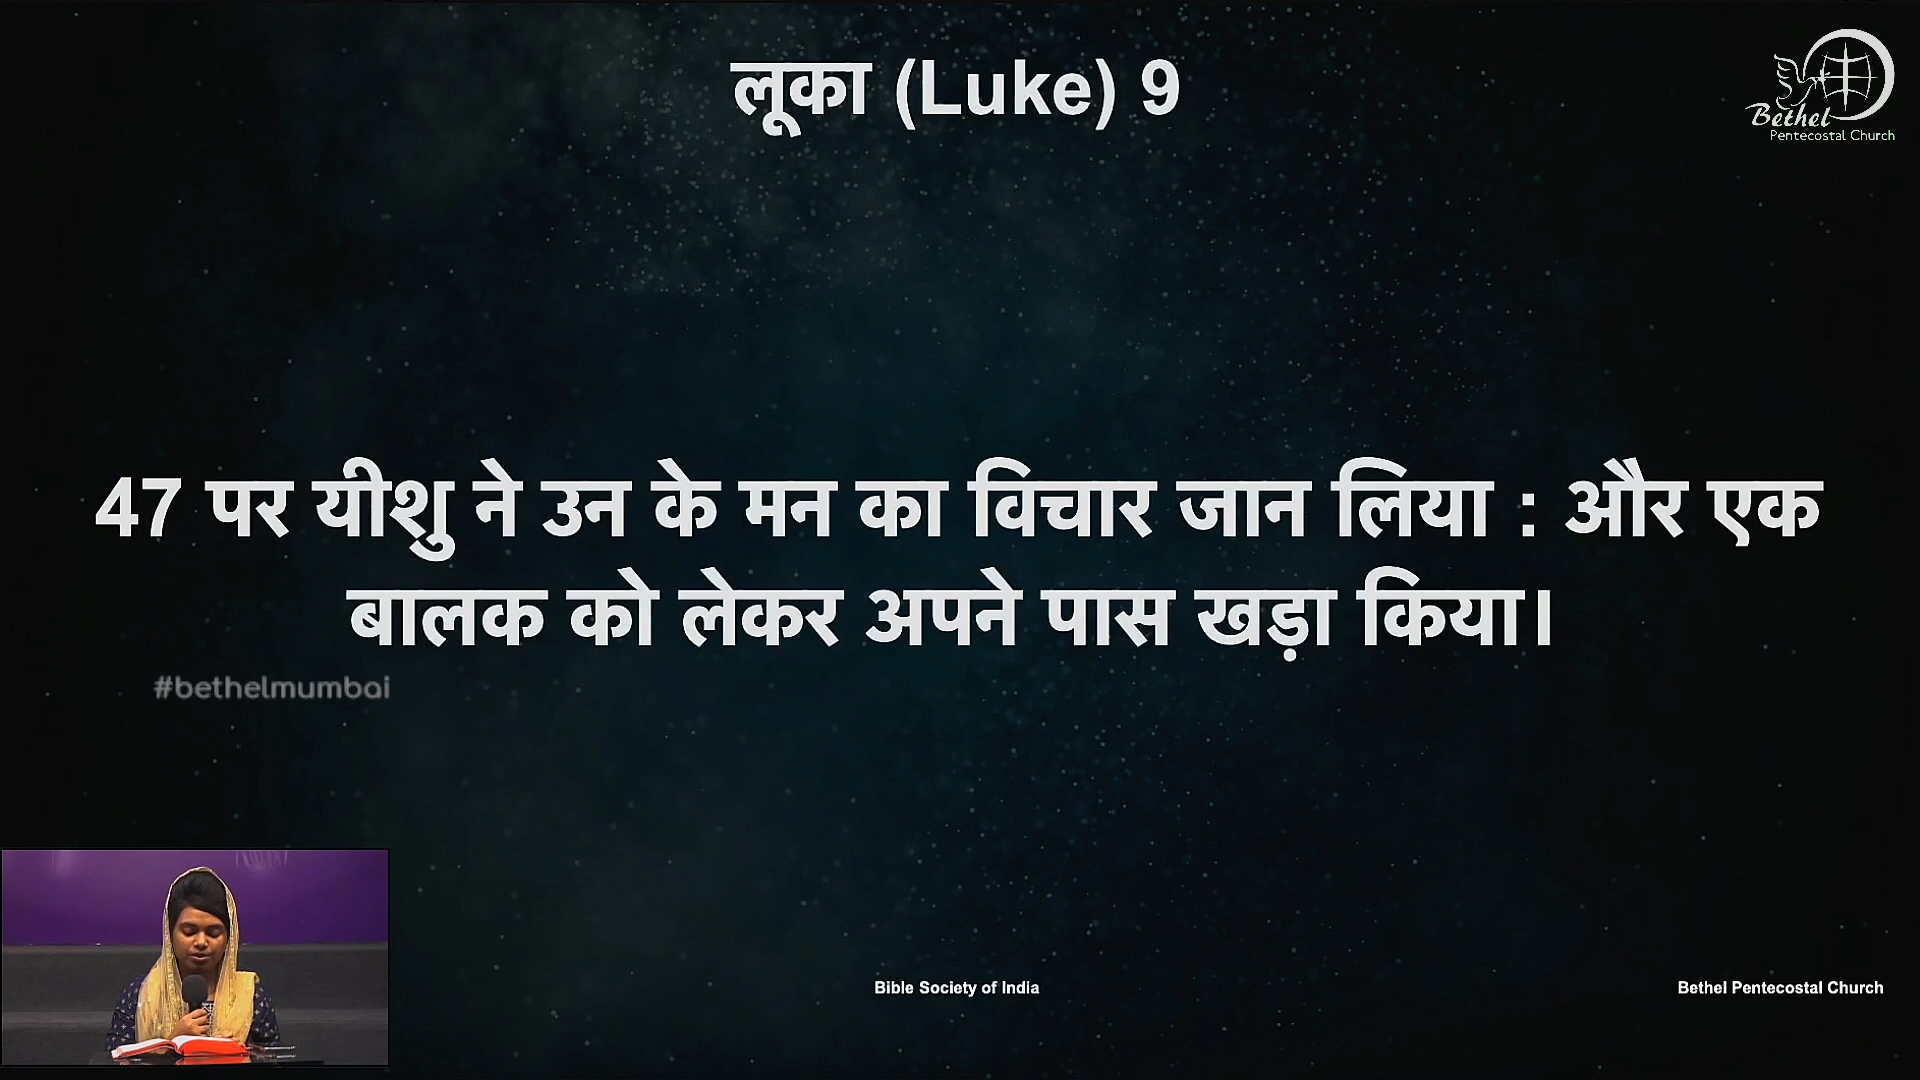 लूका (Luke) 9
Bethel
Pentecostal Church
47 पर यीशु ने उन के मन का विचार जान लिया : और एक
बालक को लेकर अपने पास खड़ा किया।
#bethelmumbai
Bible Society of India
Bethel Pentecostal Church